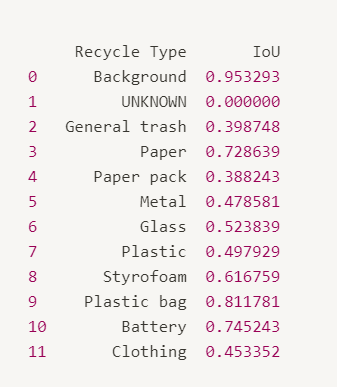 Recycle Type IoU
0 Background 0.953293
1 UNKNOWN 0.000000
2 General trash 0.398748
3 Paper 0.728639
4 Paper pack 0.388243
5 Metal 0.478581
6 Glass 0.523839
7 Plastic 0.497929
8 Styrofoam 0.616759
9 Plastic bag 0.811781
10 Battery 0.745243
11 Clothing 0.453352